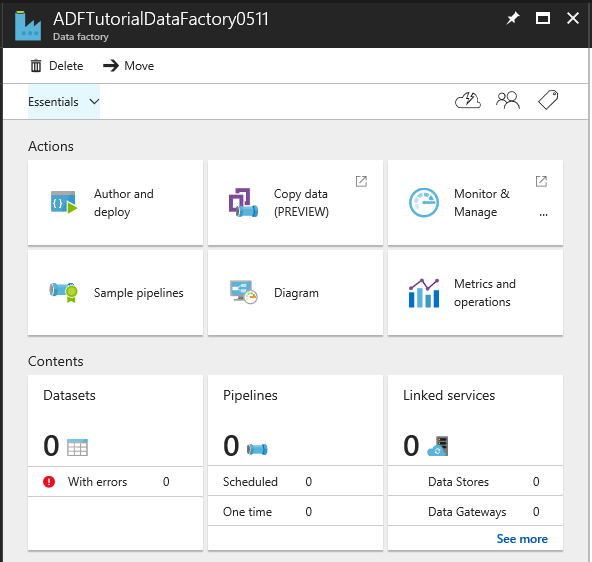 ADFTutorialDataFactory0511
Data factory
Delete
Move
Essentials
Actions
Author and
deploy
Copy data
(PREVIEW)
Monitor &
Manage
...
Sample pipelines
Diagram
Metrics and
operations
Contents
Datasets
0
With errors 0
Pipelines
0
Scheduled 0
One time 0
Linked services
0
Data Stores 0
Data Gateways 0
See more